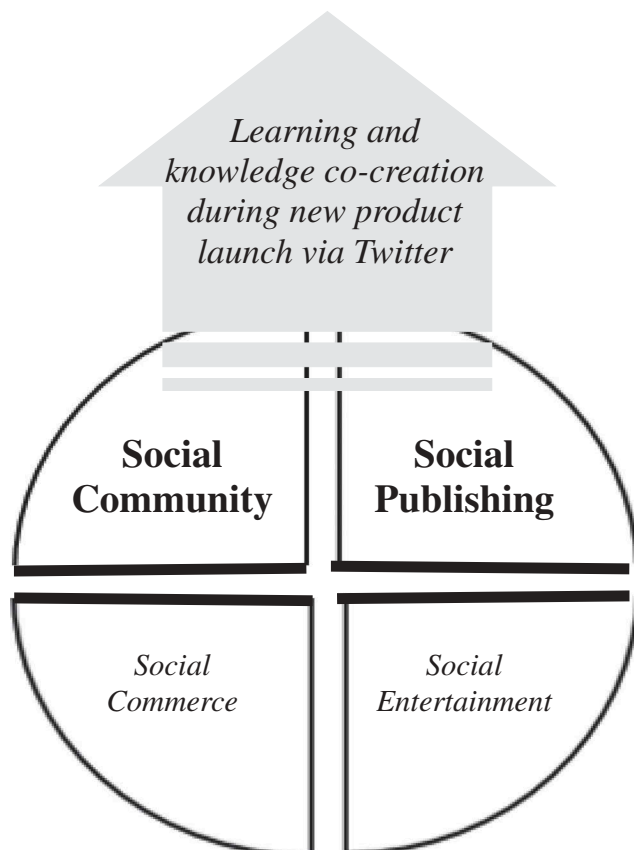 Learning and
knowledge co-creation
during new product
launch via Twitter
Social
Community
Social
Publishing
Social
Commerce
Social
Entertainment